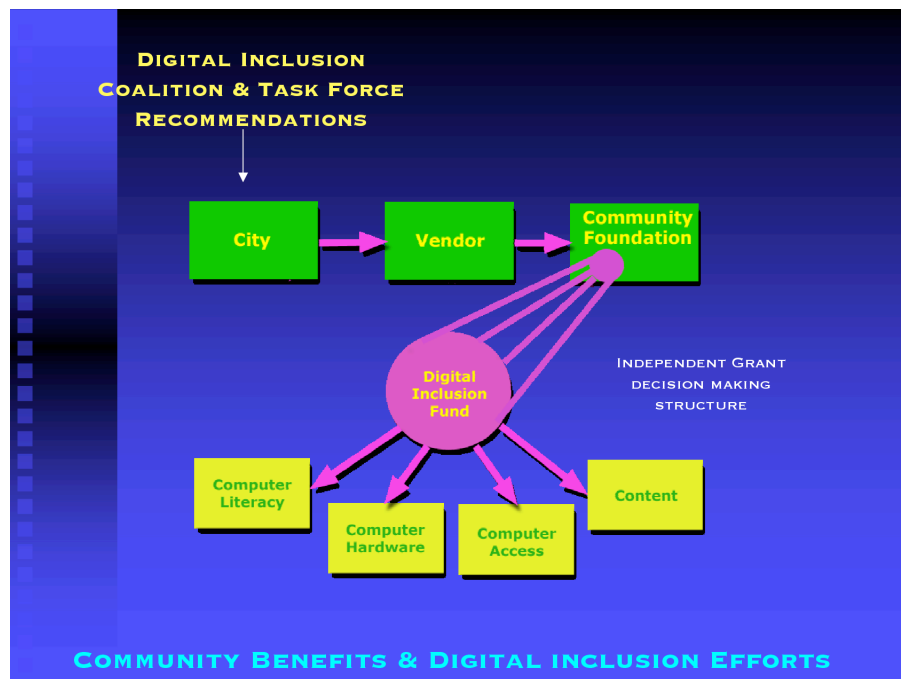 Digital Inclusion
Coalition & Task Force
Recommendations
City
Vendor
Community
Foundation
Digital
Inclusion
Fund
Independent Grant
decision making
structure
Computer
Literacy
Computer
Hardware
Computer
Access
Content
Community Benefits & Digital inclusion Efforts